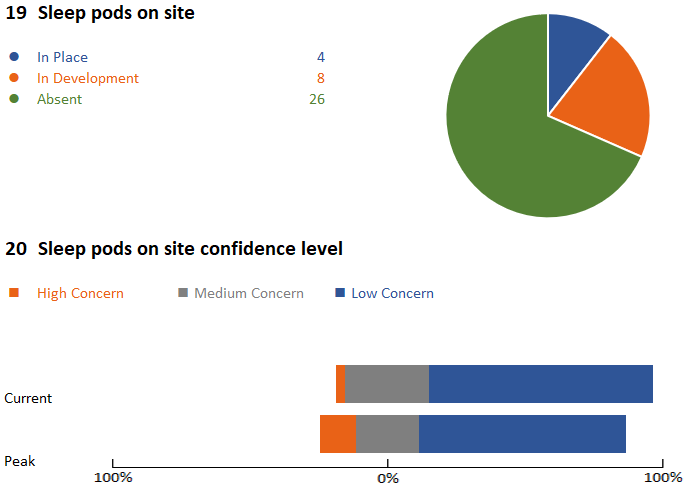 19 Sleep pods on site
In Place 4
In Development 8
Absent 26
20 Sleep pods on site confidence level
High Concern Medium Concern Low Concern
Current
Peak
100% 0% 100%